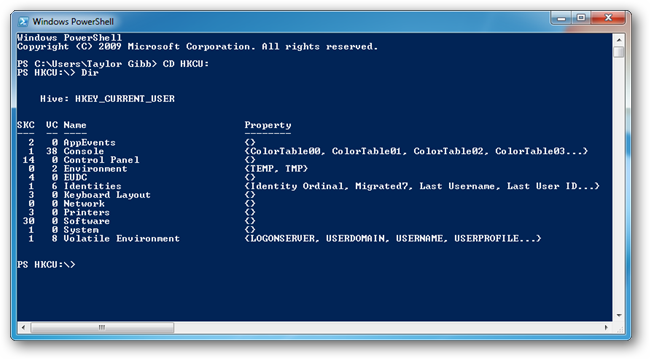 Windows PowerShell
Windows PowerShell
Copyright (C) 2009 Microsoft Corporation. All rights reserved.
PS C:\Users\Taylor Gibb> CD HKCU:
PS HKCU:\> Dir
Hive: HKEY_CURRENT_USER
SKC VC Name Property
--- -- ---- --------
2 0 AppEvents {}
1 38 Console {ColorTable00, ColorTable01, ColorTable02, ColorTable03...}
14 0 Control Panel {}
0 2 Environment {TEMP, TMP}
4 0 EUDC {}
1 6 Identities {Identity Ordinal, Migrated7, Last Username, Last User ID...}
3 0 Keyboard Layout {}
0 0 Network {}
3 0 Printers {}
30 0 Software {}
1 0 System {}
1 8 Volatile Environment {LOGONSERVER, USERDOMAIN, USERNAME, USERPROFILE...}
PS HKCU:\>